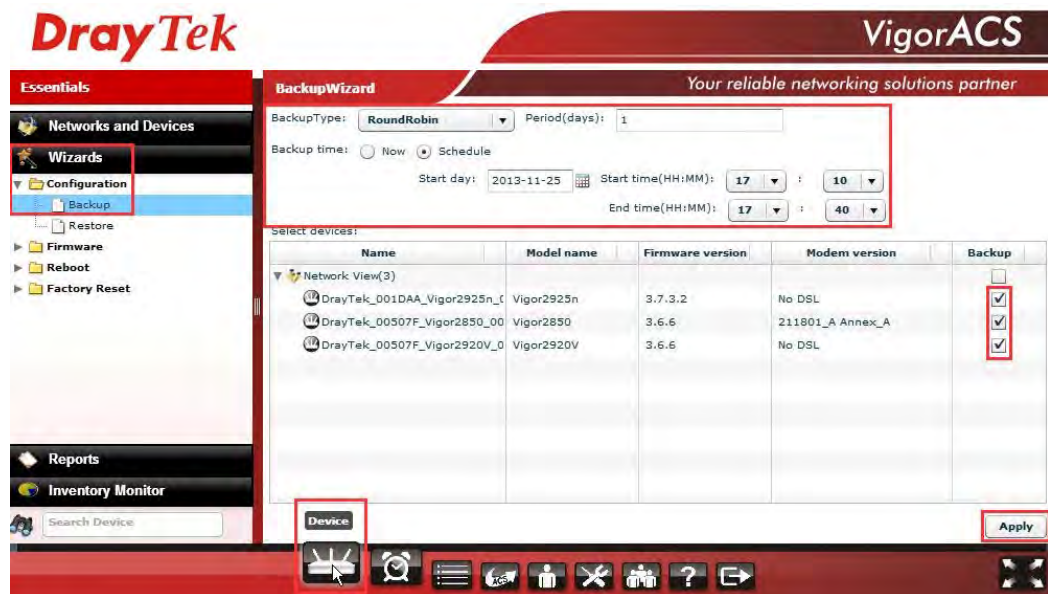 DrayTek
VigorACS
Essentials
BackupWizard
Your reliable networking solutions partner
Networks and Devices
Wizards
Configuration
Backup
Restore
Firmware
Reboot
Factory Reset
Reports
Inventory Monitor
Search Device
BackupType: RoundRobin Period(days): 1
Backup time: Now Schedule
Start day: 2013-11-25 Start time(HH:MM): 17 : 10
End time(HH:MM): 17 : 40
Select devices:
Name Model name Firmware version Modem version Backup
Network View(3)
DrayTek_001DAA_Vigor2925n_( Vigor2925n 3.7.3.2 No DSL
DrayTek_00507F_Vigor2850_00 Vigor2850 3.6.6 211801_A Annex_A
DrayTek_00507F_Vigor2920V_0 Vigor2920V 3.6.6 No DSL
Device
Apply
ACS
?